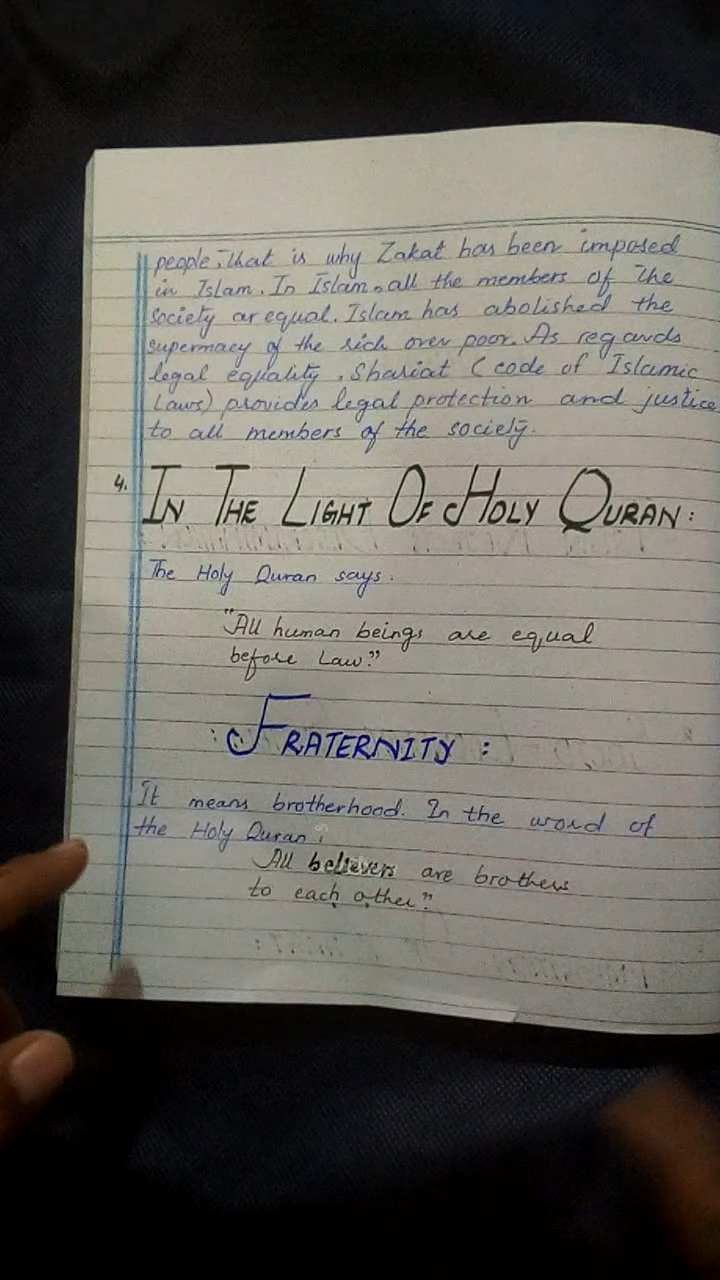 people, that is why Zakat has been imposed
in Islam. In Islam, all the members of the
society ar equal. Islam has abolished the
supermacy of the rich over poor. As regards
legal equality, Shariat (code of Islamic
Laws) provides legal protection and justice
to all members of the society.
4. IN THE LIGHT OF HOLY QURAN:
The Holy Quran says.
"All human beings are equal
before Law."
: FRATERNITY :
It means brotherhood. In the word of
the Holy Quran,
All believers are brothers
to each other"